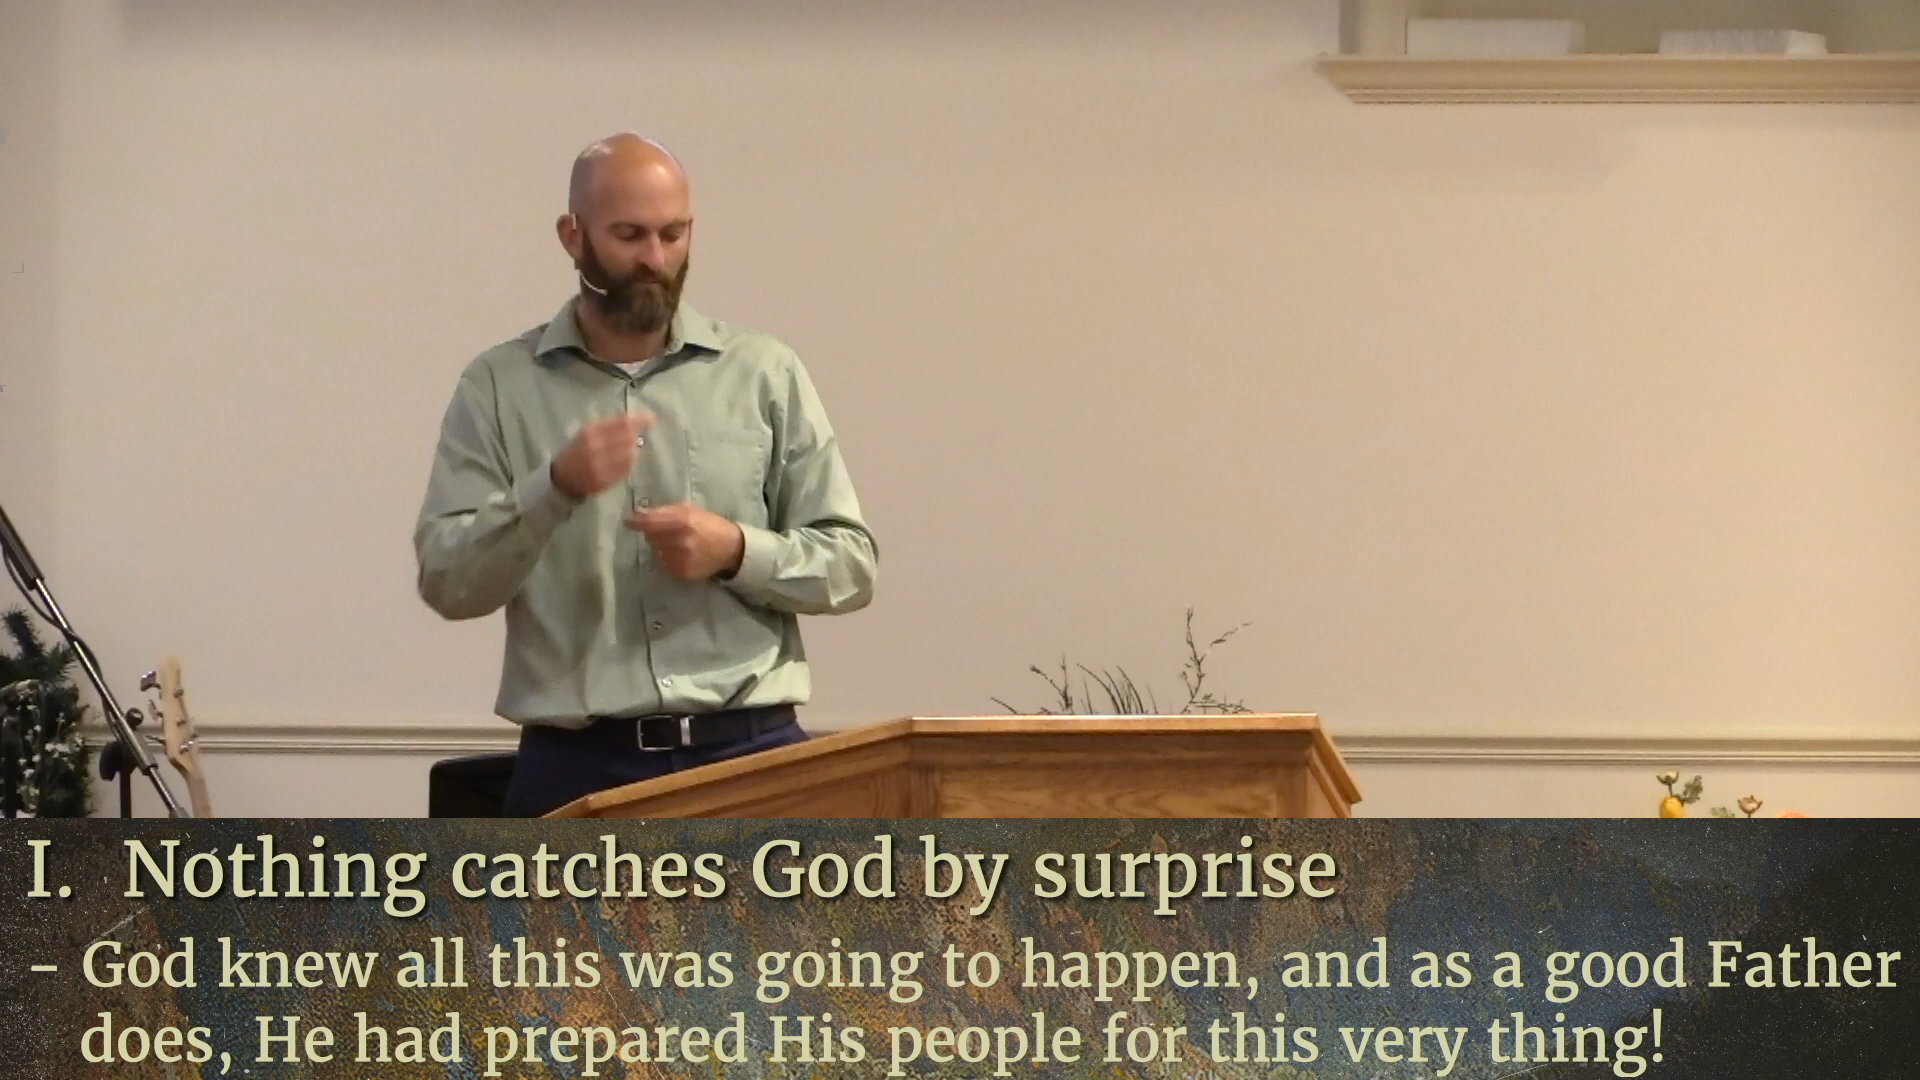 I. Nothing catches God by surprise
- God knew all this was going to happen, and as a good Father
does, He had prepared His people for this very thing!